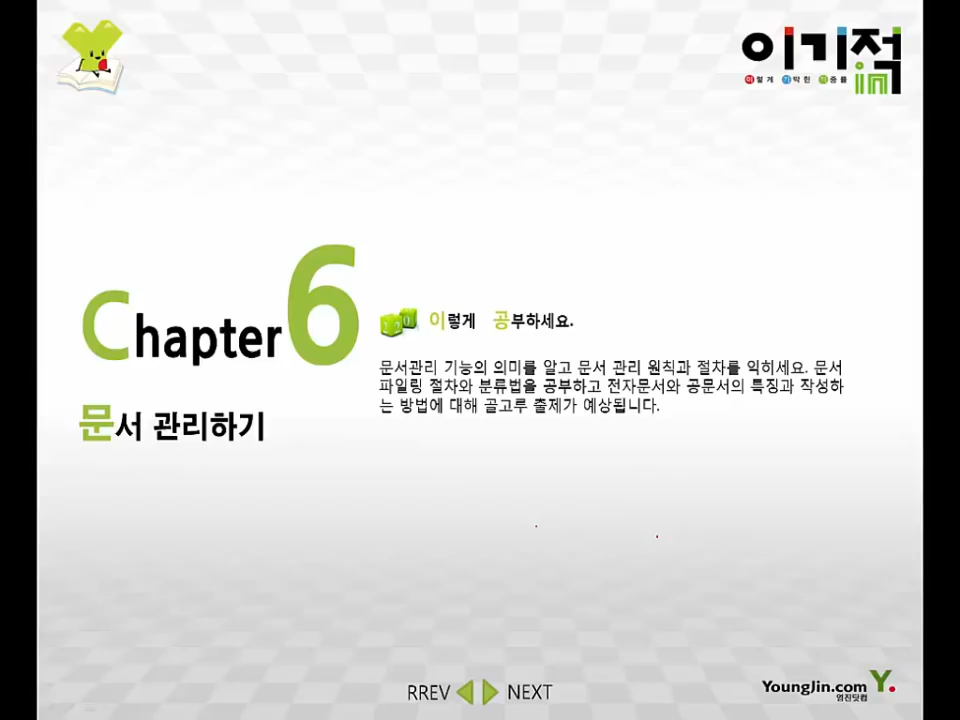 이기적 in
이렇게 기막힌 적중률
Chapter 6
이렇게 공부하세요.
문서관리 기능의 의미를 알고 문서 관리 원칙과 절차를 익히세요. 문서
파일링 절차와 분류법을 공부하고 전자문서와 공문서의 특징과 작성하
는 방법에 대해 골고루 출제가 예상됩니다.
문서 관리하기
RREV NEXT
YoungJin.com Y.
영진닷컴